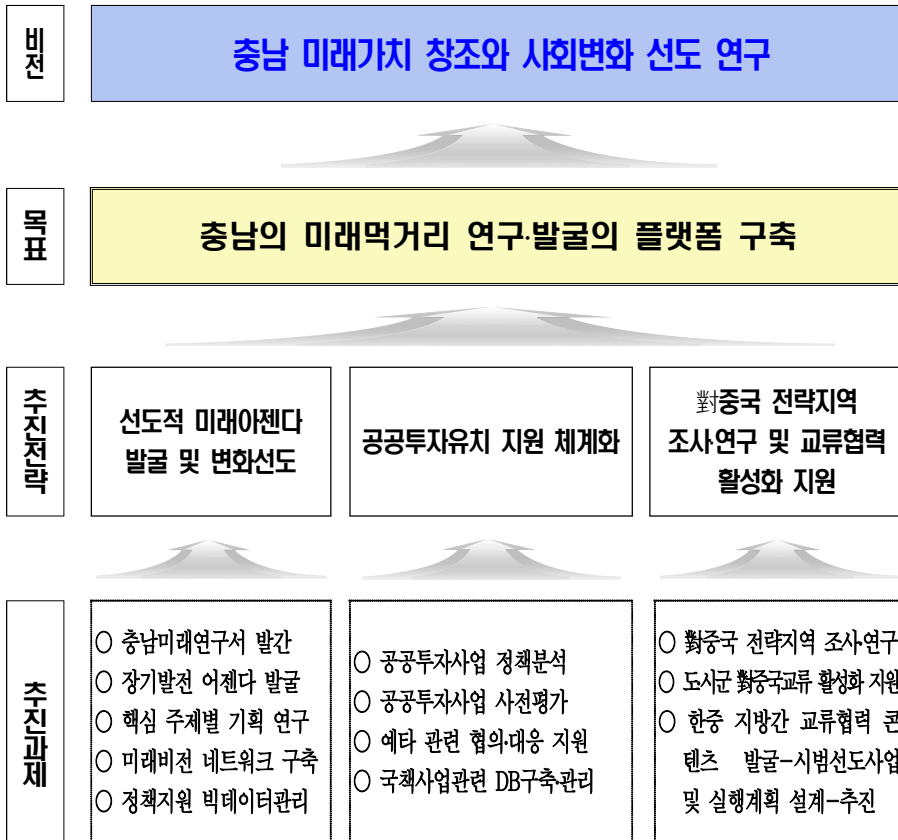 비전
충남 미래가치 창조와 사회변화 선도 연구
목표
충남의 미래먹거리 연구·발굴의 플랫폼 구축
추진전략
선도적 미래아젠다
발굴 및 변화선도
공공투자유치 지원 체계화
對중국 전략지역
조사·연구 및 교류협력
활성화 지원
추진과제
○ 충남미래연구서 발간
○ 장기발전 어젠다 발굴
○ 핵심 주제별 기획 연구
○ 미래비전 네트워크 구축
○ 정책지원 빅데이터관리
○ 공공투자사업 정책분석
○ 공공투자사업 사전평가
○ 예타 관련 협의·대응 지원
○ 국책사업관련 DB구축·관리
○ 對중국 전략지역 조사·연구
○ 도시군 對중국교류 활성화 지원
○ 한중 지방간 교류협력 콘
텐츠 발굴-시범선도사업
및 실행계획 설계-추진